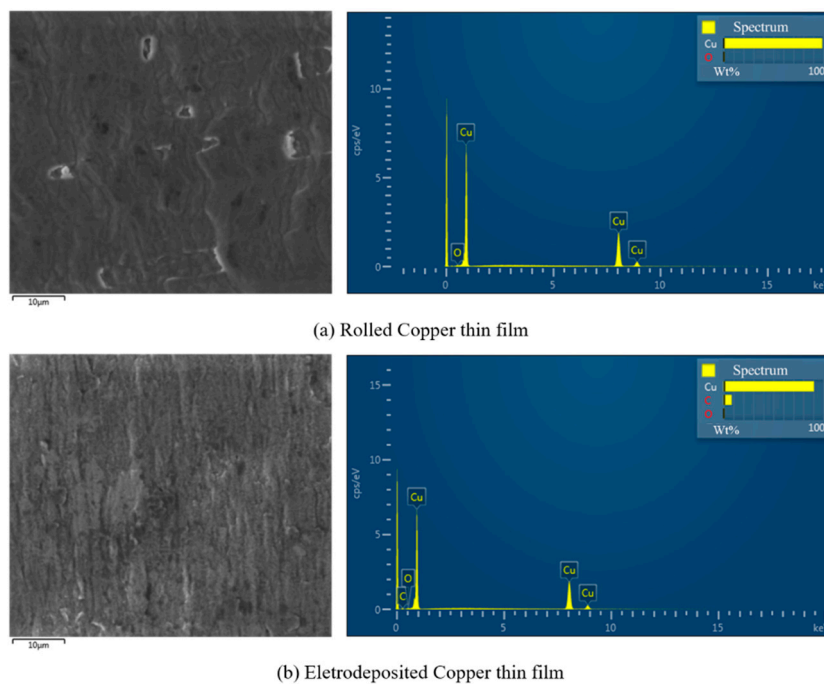 10μm
cps/eV
10
5
0
Cu
O
Cu
Cu
0
5
10
15
ke
Spectrum
Cu
O
Wt%
100
(a) Rolled Copper thin film
10μm
cps/eV
15
10
5
0
Cu
O
C
Cu
Cu
0
5
10
15
ke
Spectrum
Cu
C
O
Wt%
100
(b) Eletrodeposited Copper thin film